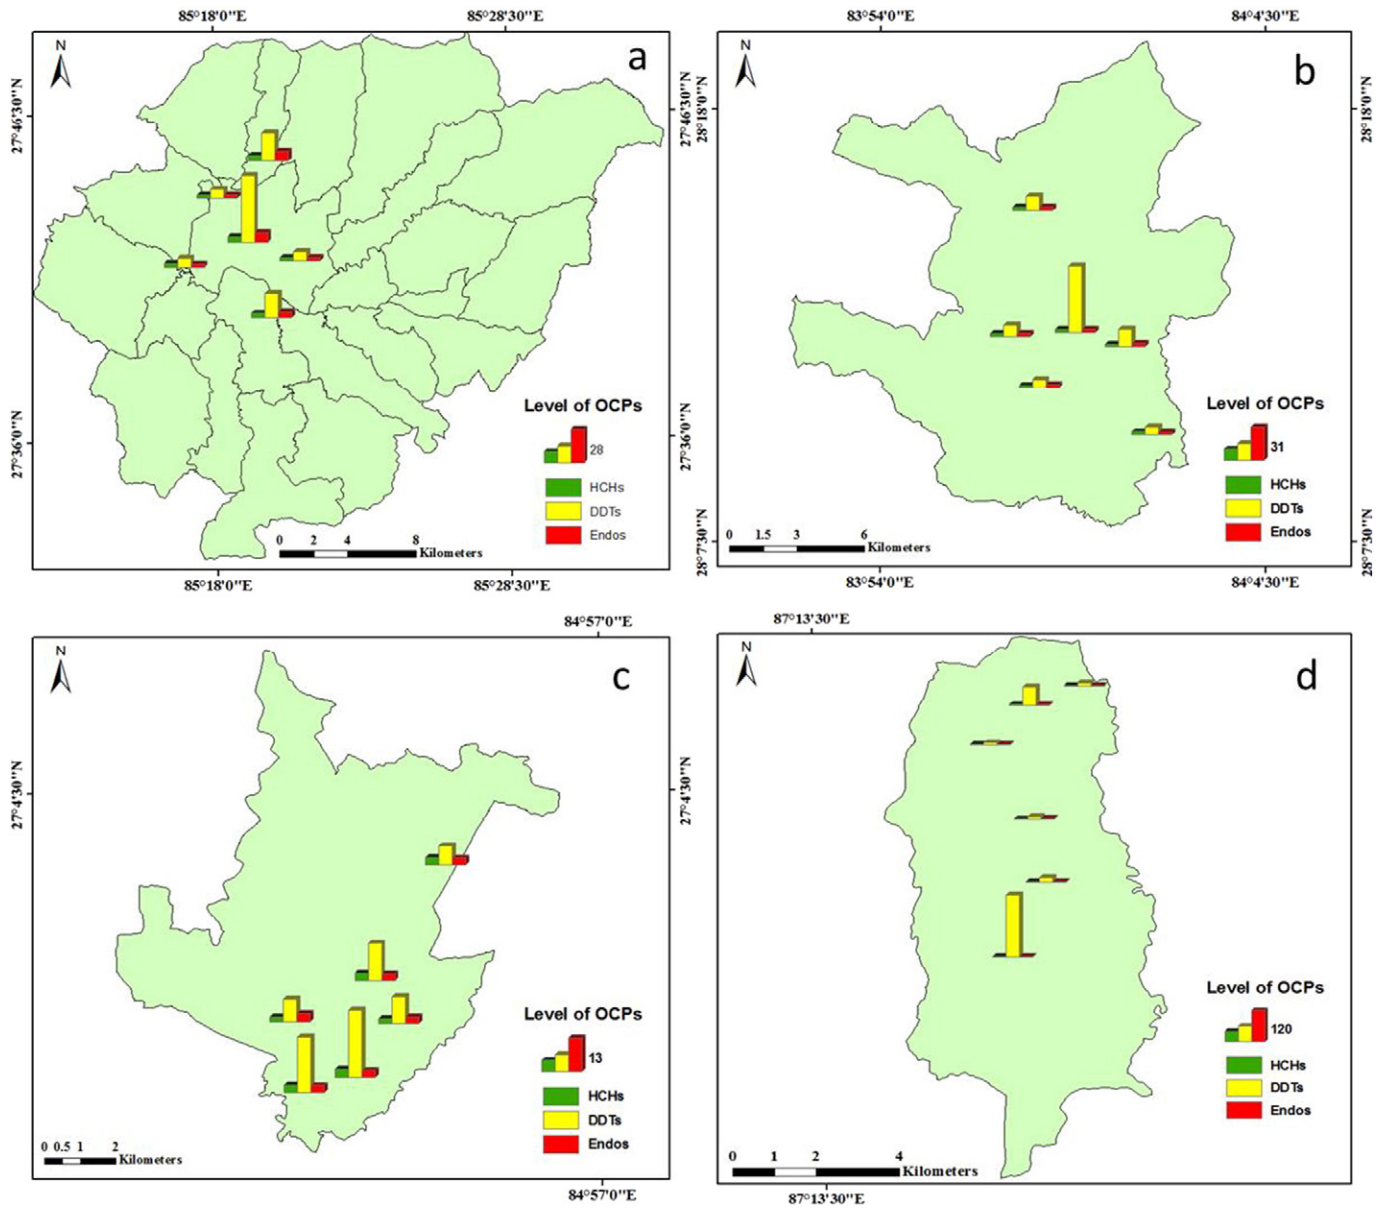 85°18'0"E
85°28'30"E
N
a
27°46'30"N
27°46'30"N
27°36'0"N
27°36'0"N
Level of OCPs
28
HCHs
DDTs
Endos
0 2 4 8
Kilometers
85°18'0"E
85°28'30"E
83°54'0"E
84°4'30"E
N
b
28°18'0"N
28°18'0"N
28°7'30"N
28°7'30"N
Level of OCPs
31
HCHs
DDTs
Endos
0 1.5 3 6
Kilometers
83°54'0"E
84°4'30"E
84°57'0"E
N
c
27°4'30"N
27°4'30"N
Level of OCPs
13
HCHs
DDTs
Endos
0 0.5 1 2
Kilometers
84°57'0"E
87°13'30"E
N
d
Level of OCPs
120
HCHs
DDTs
Endos
0 1 2 4
Kilometers
87°13'30"E